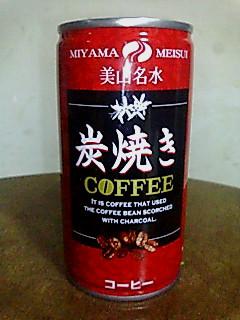 MIYAMA MEISUI
美山名水
炭焼き
COFFEE
IT IS COFFEE THAT USED
THE COFFEE BEAN SCORCHED
WITH CHARCOAL.
コーヒー